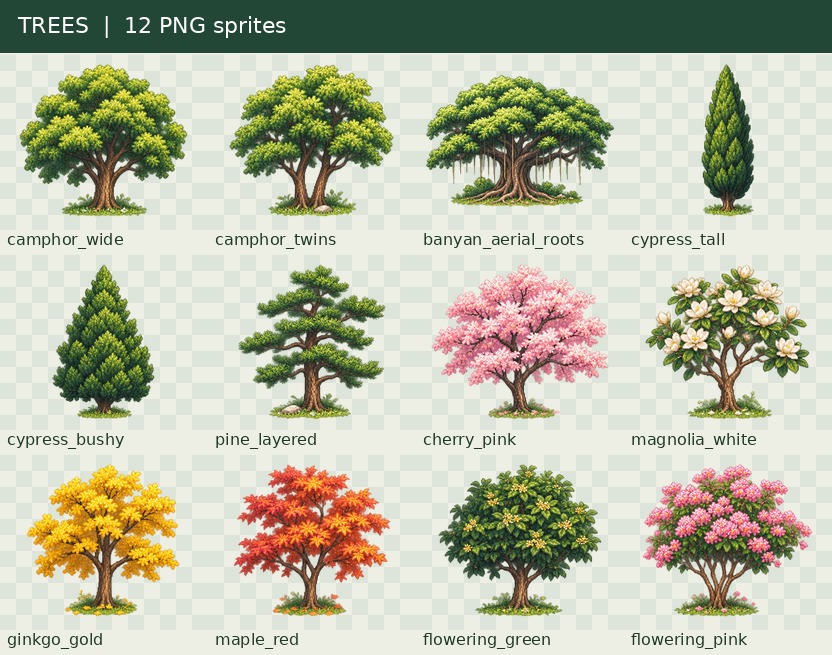 TREES | 12 PNG sprites
camphor_wide
camphor_twins
banyan_aerial_roots
cypress_tall
cypress_bushy
pine_layered
cherry_pink
magnolia_white
ginkgo_gold
maple_red
flowering_green
flowering_pink